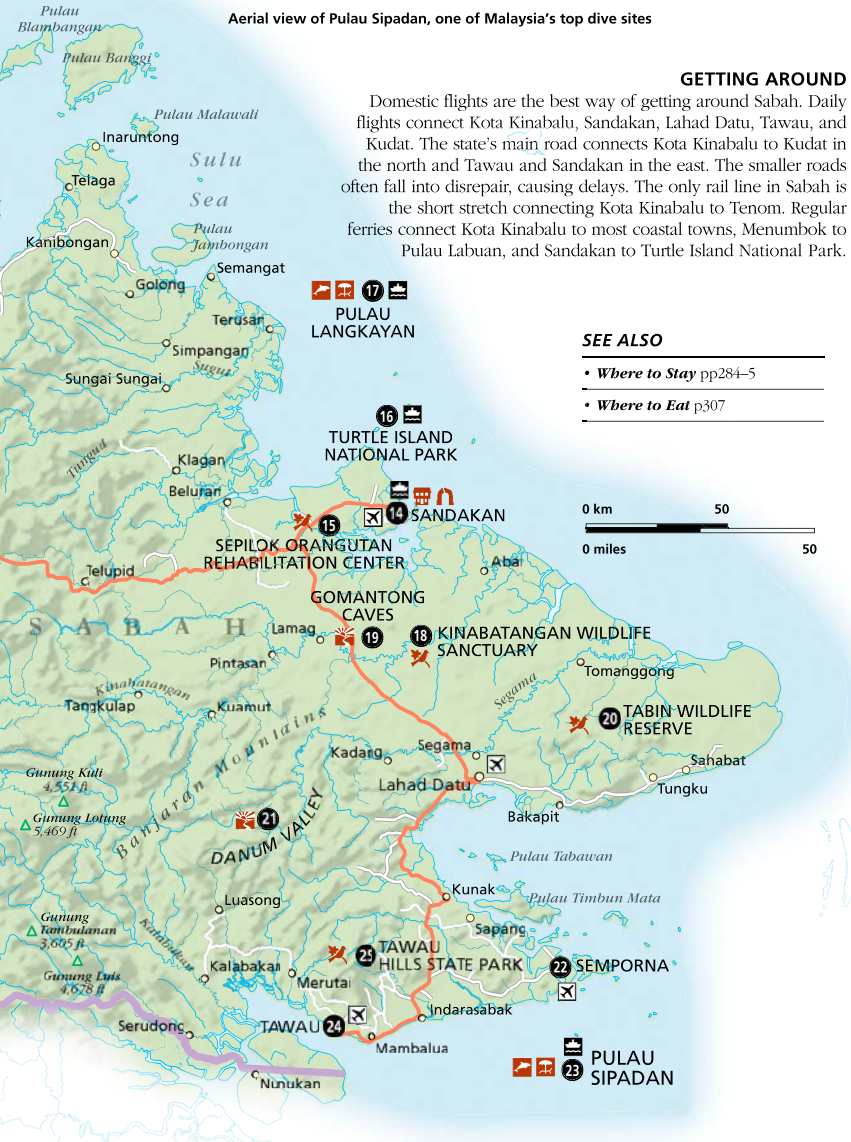 Aerial view of Pulau Sipadan, one of Malaysia's top dive sites
GETTING AROUND
Domestic flights are the best way of getting around Sabah. Daily
flights connect Kota Kinabalu, Sandakan, Lahad Datu, Tawau, and
Kudat. The state's main road connects Kota Kinabalu to Kudat in
the north and Tawau and Sandakan in the east. The smaller roads
often fall into disrepair, causing delays. The only rail line in Sabah is
the short stretch connecting Kota Kinabalu to Tenom. Regular
ferries connect Kota Kinabalu to most coastal towns, Menumbok to
Pulau Labuan, and Sandakan to Turtle Island National Park.
SEE ALSO
• Where to Stay pp284–5
• Where to Eat p307
0 km 50
0 miles 50
Pulau
Blambangan
Pulau Banggi
Pulau Malawali
Inaruntong
Sulu
Sea
Telaga
Pulau
Jambongan
Kanibongan
Semangat
Golong
17
PULAU
LANGKAYAN
Terusan
Simpangan
Sugut
Sungai Sungai
16
TURTLE ISLAND
NATIONAL PARK
Tungud
Klagan
Beluran
14 SANDAKAN
15
SEPILOK ORANGUTAN
REHABILITATION CENTER
Telupid
Abai
GOMANTONG
CAVES
19
SABAH
Lamag
18 KINABATANGAN WILDLIFE
SANCTUARY
Pintasan
Tomanggong
Kinabatangan
Tangkulap
Kuamut
Segama
20 TABIN WILDLIFE
RESERVE
Banjaran Mountains
Kadang
Segama
Sahabat
Gunung Kuli
4,551 ft
Lahad Datu
Tungku
Bakapit
Gunung Lotung
5,469 ft
21
DANUM VALLEY
Pulau Tabawan
Kunak
Pulau Timbun Mata
Luasong
Gunung
Tambulanan
3,605 ft
Katabakan
Sapang
25 TAWAU
HILLS STATE PARK
22 SEMPORNA
Gunung Luis
4,678 ft
Kalabakan
Merutai
Indarasabak
Serudong
TAWAU 24
Mambalua
23 PULAU
SIPADAN
Nunukan